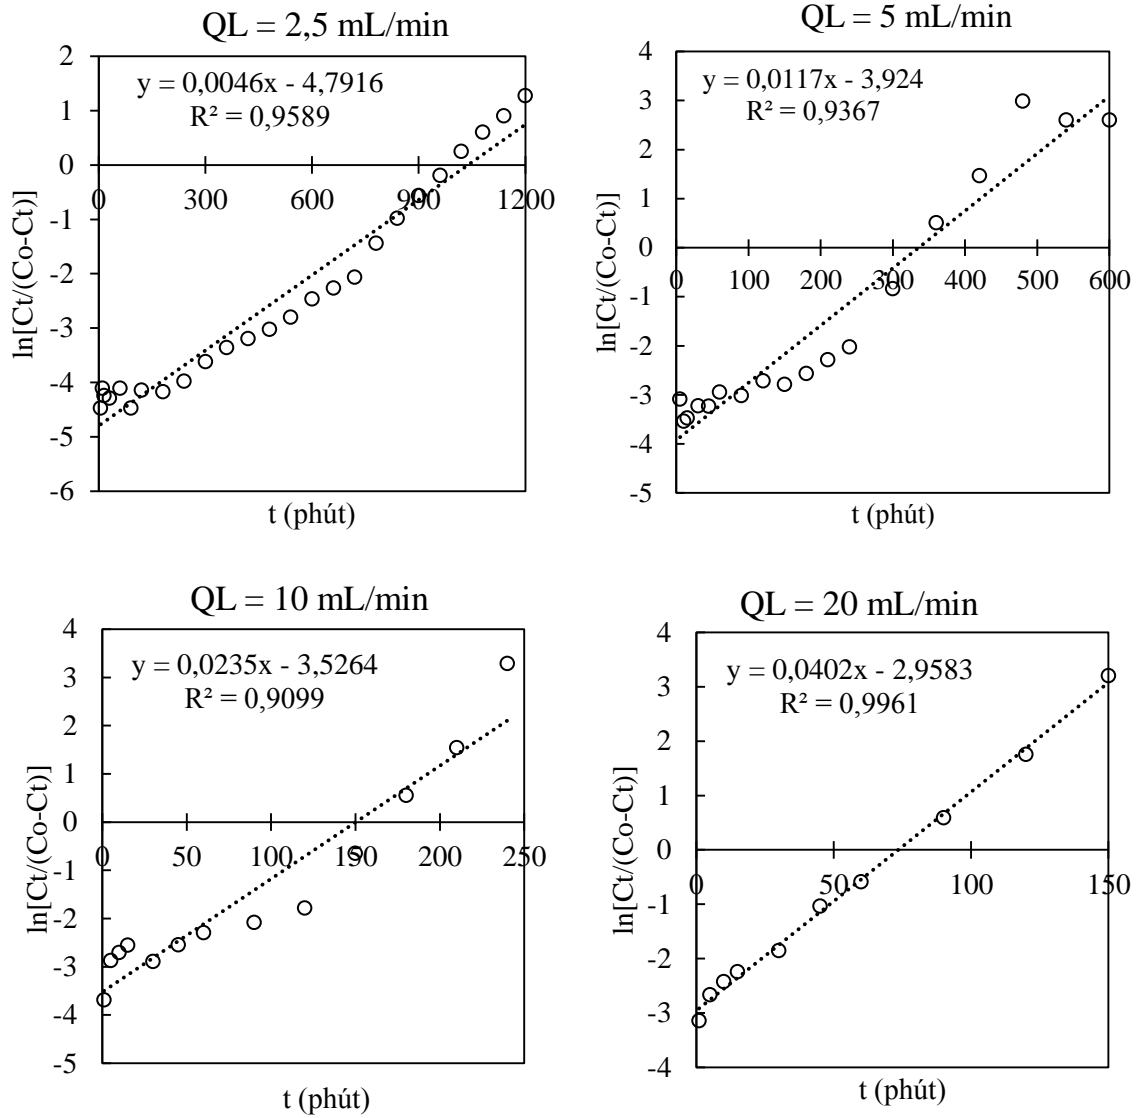 QL = 2,5 mL/min
y = 0,0046x - 4,7916
R² = 0,9589
2
1
0
-1
-2
-3
-4
-5
-6
0 300 600 900 1200
ln[Ct/(Co-Ct)]
t (phút)
QL = 5 mL/min
y = 0,0117x - 3,924
R² = 0,9367
4
3
2
1
0
-1
-2
-3
-4
-5
0 100 200 300 400 500 600
ln[Ct/(Co-Ct)]
t (phút)
QL = 10 mL/min
y = 0,0235x - 3,5264
R² = 0,9099
4
3
2
1
0
-1
-2
-3
-4
-5
0 50 100 150 200 250
ln[Ct/(Co-Ct)]
t (phút)
QL = 20 mL/min
y = 0,0402x - 2,9583
R² = 0,9961
4
3
2
1
0
-1
-2
-3
-4
0 50 100 150
ln[Ct/(Co-Ct)]
t (phút)